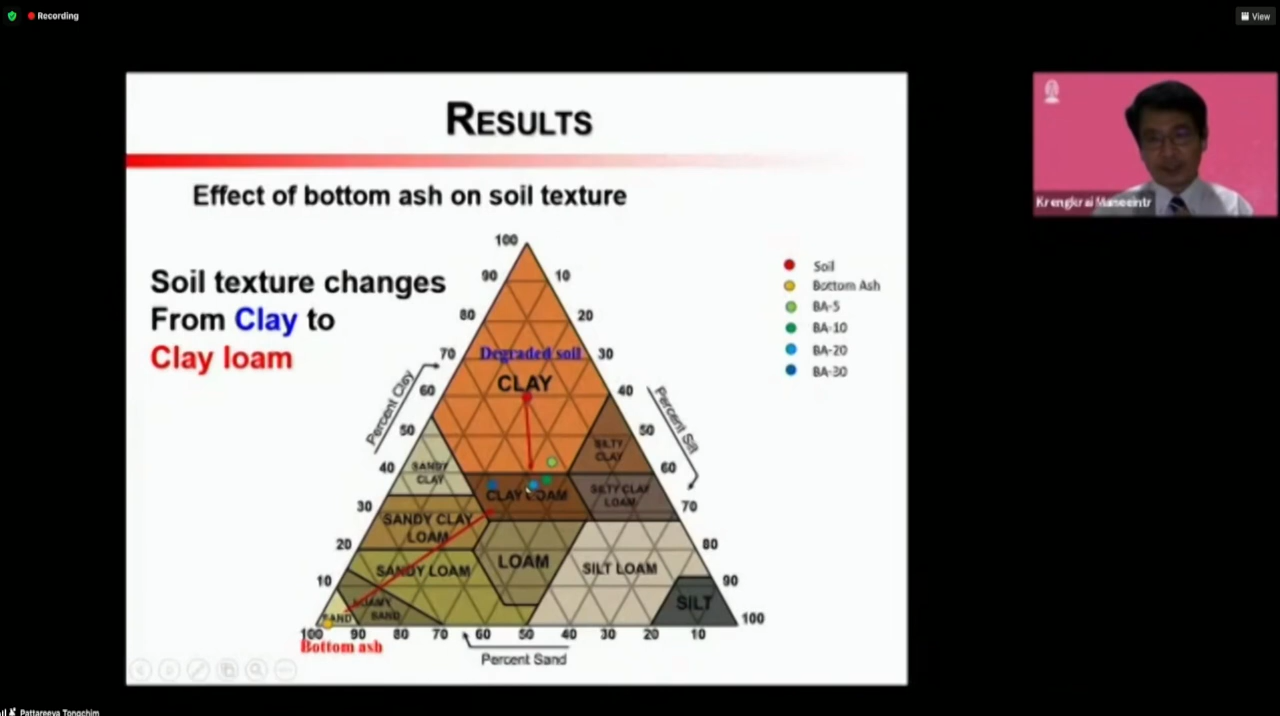 Recording
View
RESULTS
Effect of bottom ash on soil texture
Soil texture changes
From Clay to
Clay loam
100
90
10
80
20
70
Degraded soil
30
CLAY
60
40
Percent Clay
Percent Silt
50
50
SILTY
CLAY
40
SANDY
CLAY
60
CLAY LOAM
SILTY CLAY
LOAM
30
70
SANDY CLAY
LOAM
20
80
LOAM
SANDY LOAM
SILT LOAM
10
90
LOAMY
SAND
SAND
SILT
100
100 90 80 70 60 50 40 30 20 10
Bottom ash
Percent Sand
Soil
Bottom Ash
BA-5
BA-10
BA-20
BA-30
Krengkrai Maneeintr
Pattareeya Tongchim